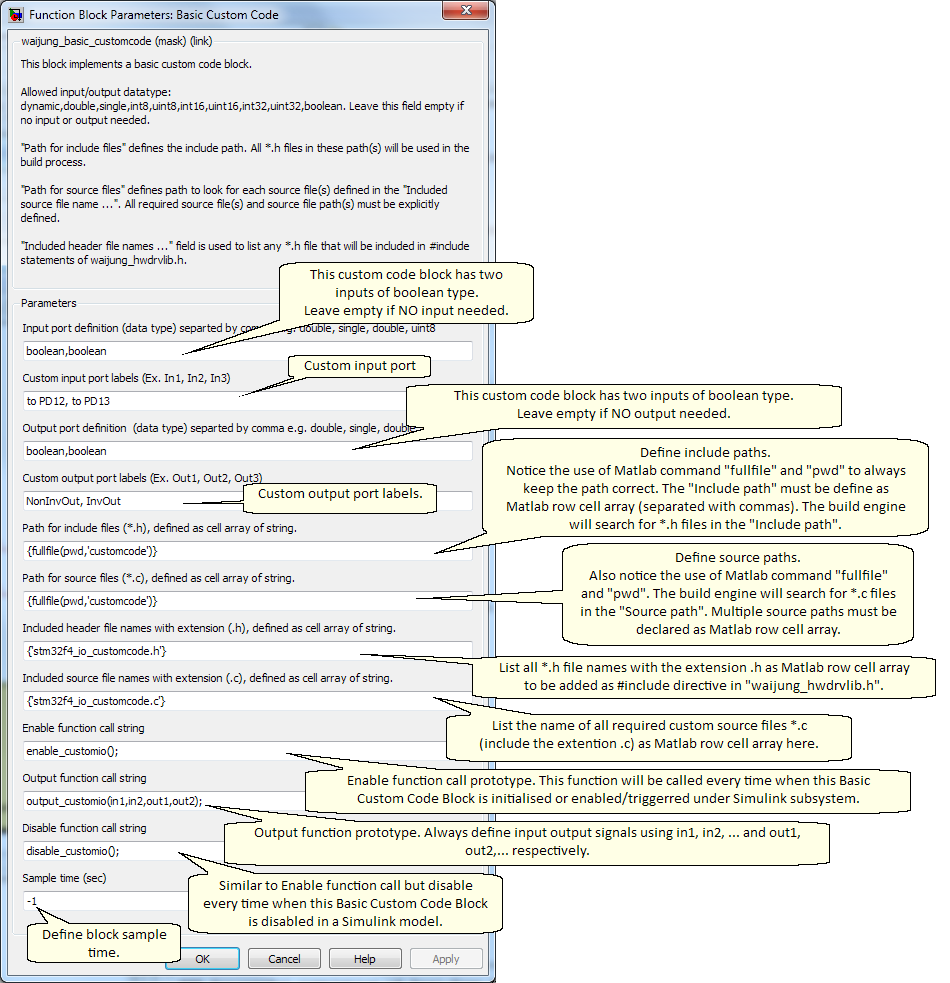 Function Block Parameters: Basic Custom Code
waijung_basic_customcode (mask) (link)
This block implements a basic custom code block.
Allowed input/output datatype:
dynamic,double,single,int8,uint8,int16,uint16,int32,uint32,boolean. Leave this field empty if
no input or output needed.
"Path for include files" defines the include path. All *.h files in these path(s) will be used in the
build process.
"Path for source files" defines path to look for each source file(s) defined in the "Included
source file name ...". All required source file(s) and source file path(s) must be explicitly
defined.
"Included header file names ..." field is used to list any *.h file that will be included in #include
statements of waijung_hwdrvlib.h.
This custom code block has two
inputs of boolean type.
Leave empty if NO input needed.
Parameters
Input port definition (data type) separted by comma e.g. double, single, double, uint8
boolean,boolean
Custom input port
Custom input port labels (Ex. In1, In2, In3)
to PD12, to PD13
This custom code block has two inputs of boolean type.
Leave empty if NO output needed.
Output port definition (data type) separted by comma e.g. double, single, double,
boolean,boolean
Define include paths.
Notice the use of Matlab command "fullfile" and "pwd" to always
keep the path correct. The "Include path" must be define as
Matlab row cell array (separated with commas). The build engine
will search for *.h files in the "Include path".
Custom output port labels (Ex. Out1, Out2, Out3)
NonInvOut, InvOut
Custom output port labels.
Path for include files (*.h), defined as cell array of string.
{fullfile(pwd,'customcode')}
Define source paths.
Also notice the use of Matlab command "fullfile"
and "pwd". The build engine will search for *.c files
in the "Source path". Multiple source paths must be
declared as Matlab row cell array.
Path for source files (*.c), defined as cell array of string.
{fullfile(pwd,'customcode')}
Included header file names with extension (.h), defined as cell array of string.
{'stm32f4_io_customcode.h'}
List all *.h file names with the extension .h as Matlab row cell array
to be added as #include directive in "waijung_hwdrvlib.h".
Included source file names with extension (.c), defined as cell array of string.
{'stm32f4_io_customcode.c'}
List the name of all required custom source files *.c
(include the extention .c) as Matlab row cell array here.
Enable function call string
enable_customio();
Enable function call prototype. This function will be called every time when this Basic
Custom Code Block is initialised or enabled/triggerred under Simulink subsystem.
Output function call string
output_customio(in1,in2,out1,out2);
Output function prototype. Always define input output signals using in1, in2, ... and out1,
out2,... respectively.
Disable function call string
disable_customio();
Similar to Enable function call but disable
every time when this Basic Custom Code Block
is disabled in a Simulink model.
Sample time (sec)
-1
Define block sample
time.
OK
Cancel
Help
Apply